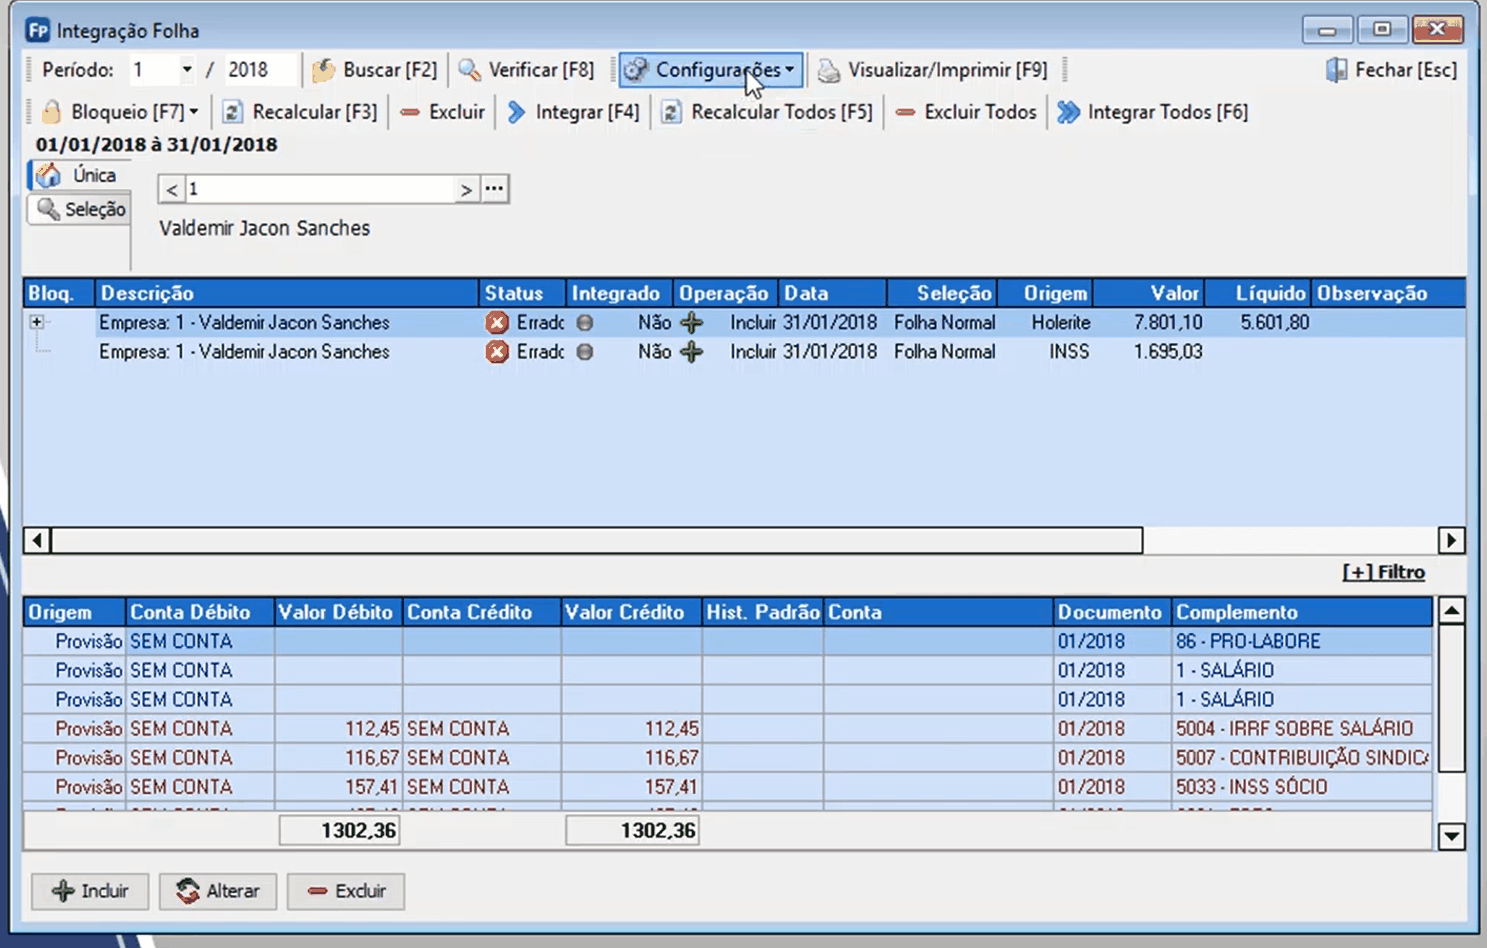 Fp Integração Folha
Período: 1 / 2018 Buscar [F2] Verificar [F8] Configurações Visualizar/Imprimir [F9] Fechar [Esc]
Bloqueio [F7] Recalcular [F3] Excluir Integrar [F4] Recalcular Todos [F5] Excluir Todos Integrar Todos [F6]
01/01/2018 à 31/01/2018
Única
< 1 > ...
Seleção
Valdemir Jacon Sanches
Bloq. Descrição Status Integrado Operação Data Seleção Origem Valor Líquido Observação
Empresa: 1 - Valdemir Jacon Sanches Errado Não Incluir 31/01/2018 Folha Normal Holerite 7.801,10 5.601,80
Empresa: 1 - Valdemir Jacon Sanches Errado Não Incluir 31/01/2018 Folha Normal INSS 1.695,03
[+] Filtro
Origem Conta Débito Valor Débito Conta Crédito Valor Crédito Hist. Padrão Conta Documento Complemento
Provisão SEM CONTA 01/2018 86 - PRO-LABORE
Provisão SEM CONTA 01/2018 1 - SALÁRIO
Provisão SEM CONTA 01/2018 1 - SALÁRIO
Provisão SEM CONTA 112,45 SEM CONTA 112,45 01/2018 5004 - IRRF SOBRE SALÁRIO
Provisão SEM CONTA 116,67 SEM CONTA 116,67 01/2018 5007 - CONTRIBUIÇÃO SINDICA
Provisão SEM CONTA 157,41 SEM CONTA 157,41 01/2018 5033 - INSS SÓCIO
1302,36 1302,36
Incluir Alterar Excluir